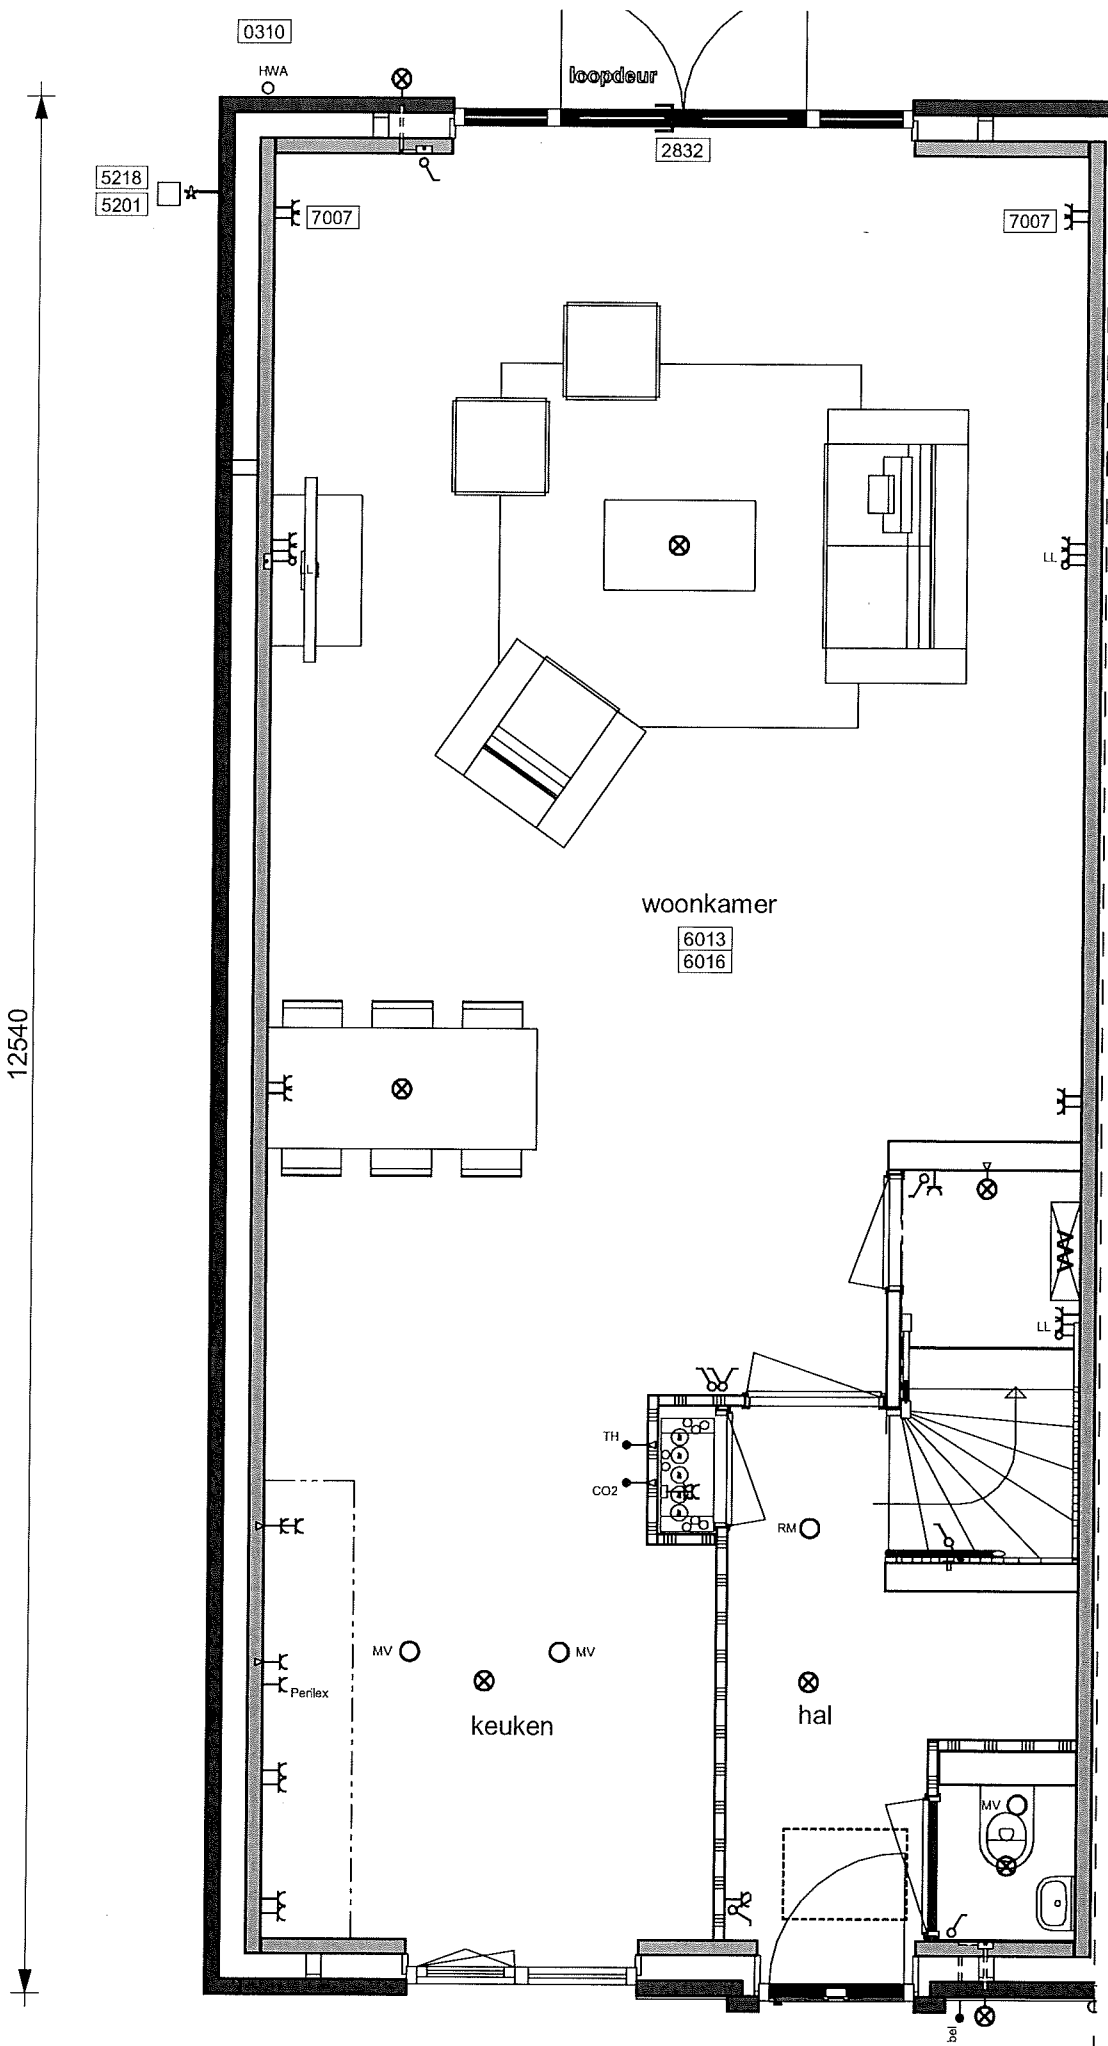 0310
HWA
loopdeur
2832
5218
5201
7007
7007
LL
LL
woonkamer
6013
6016
12540
LL
TH
CO2
RM
MV
MV
Perilex
keuken
hal
MV
bel